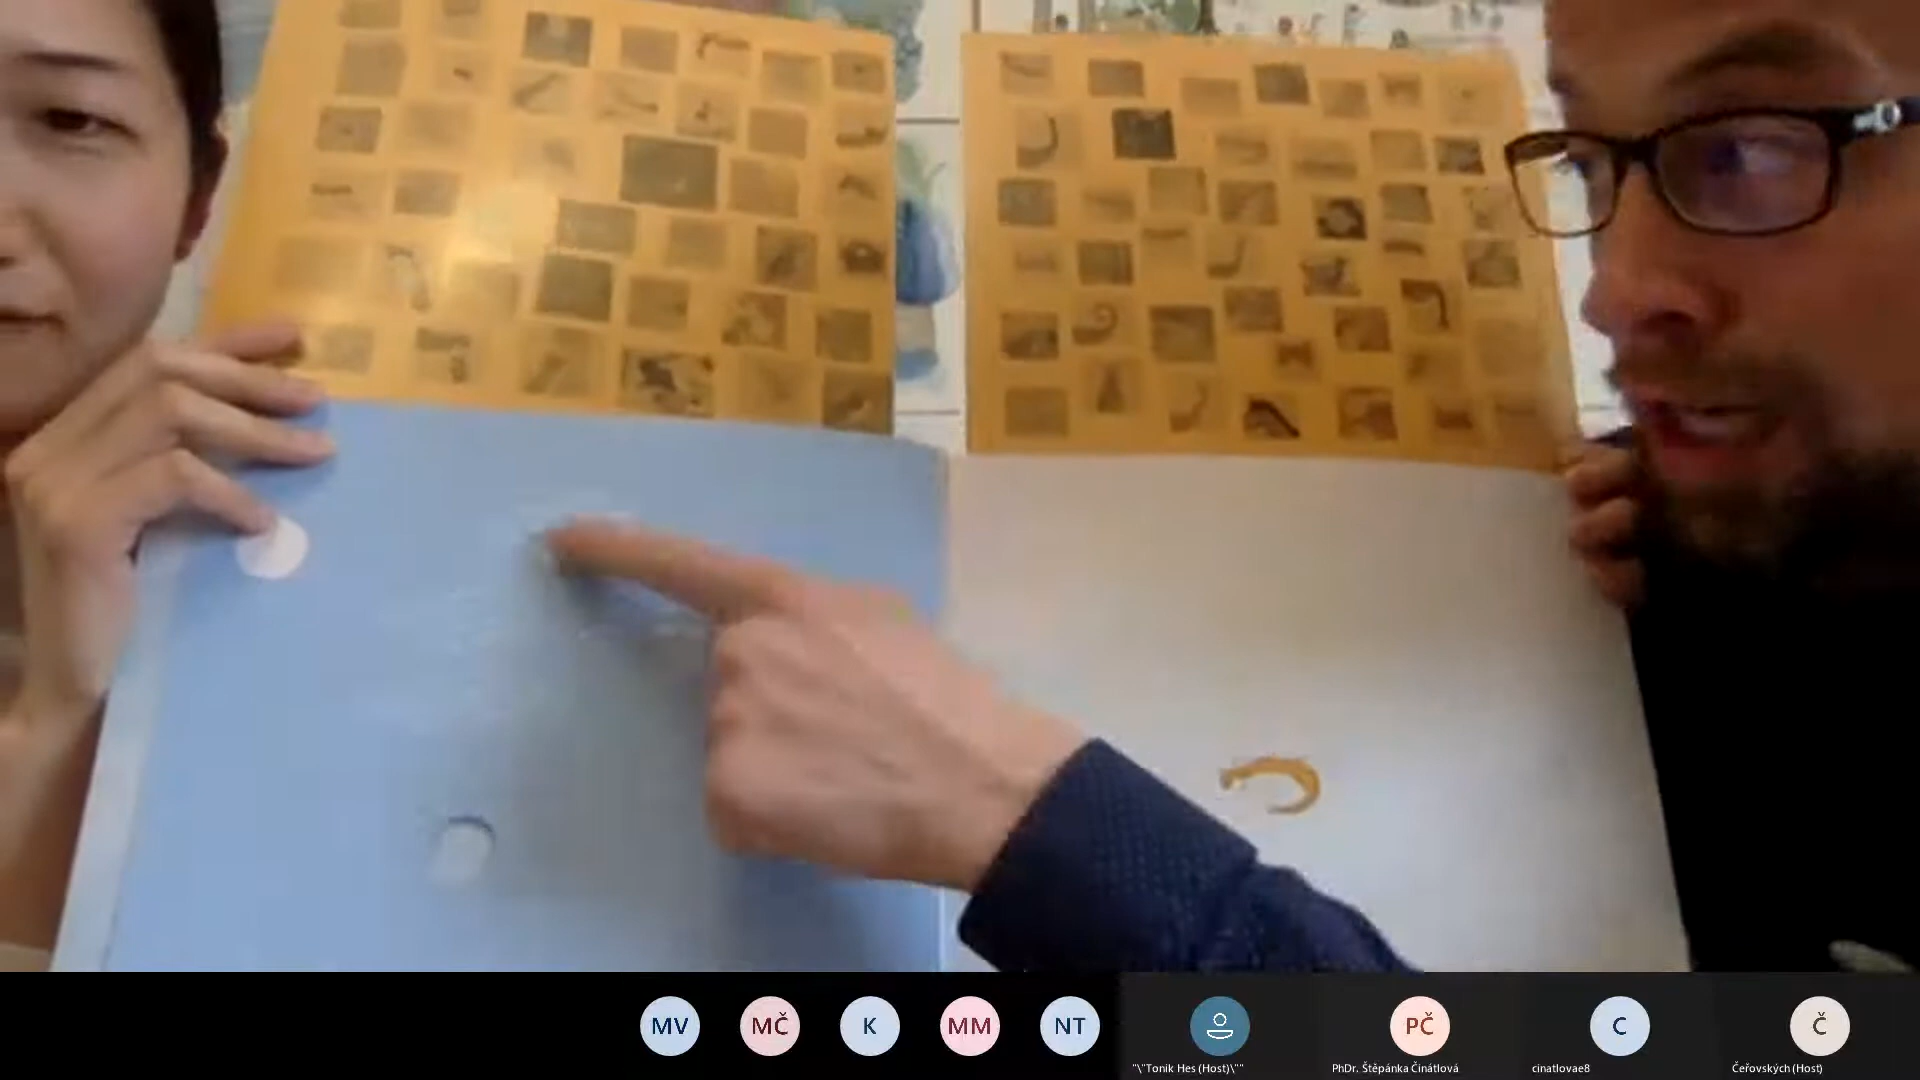 MV MČ K MM NT PČ C Č
"\"Tonik Hes (Host)\"" PhDr. Štěpánka Činátlová cinatlovae8 Čeřovských (Host)